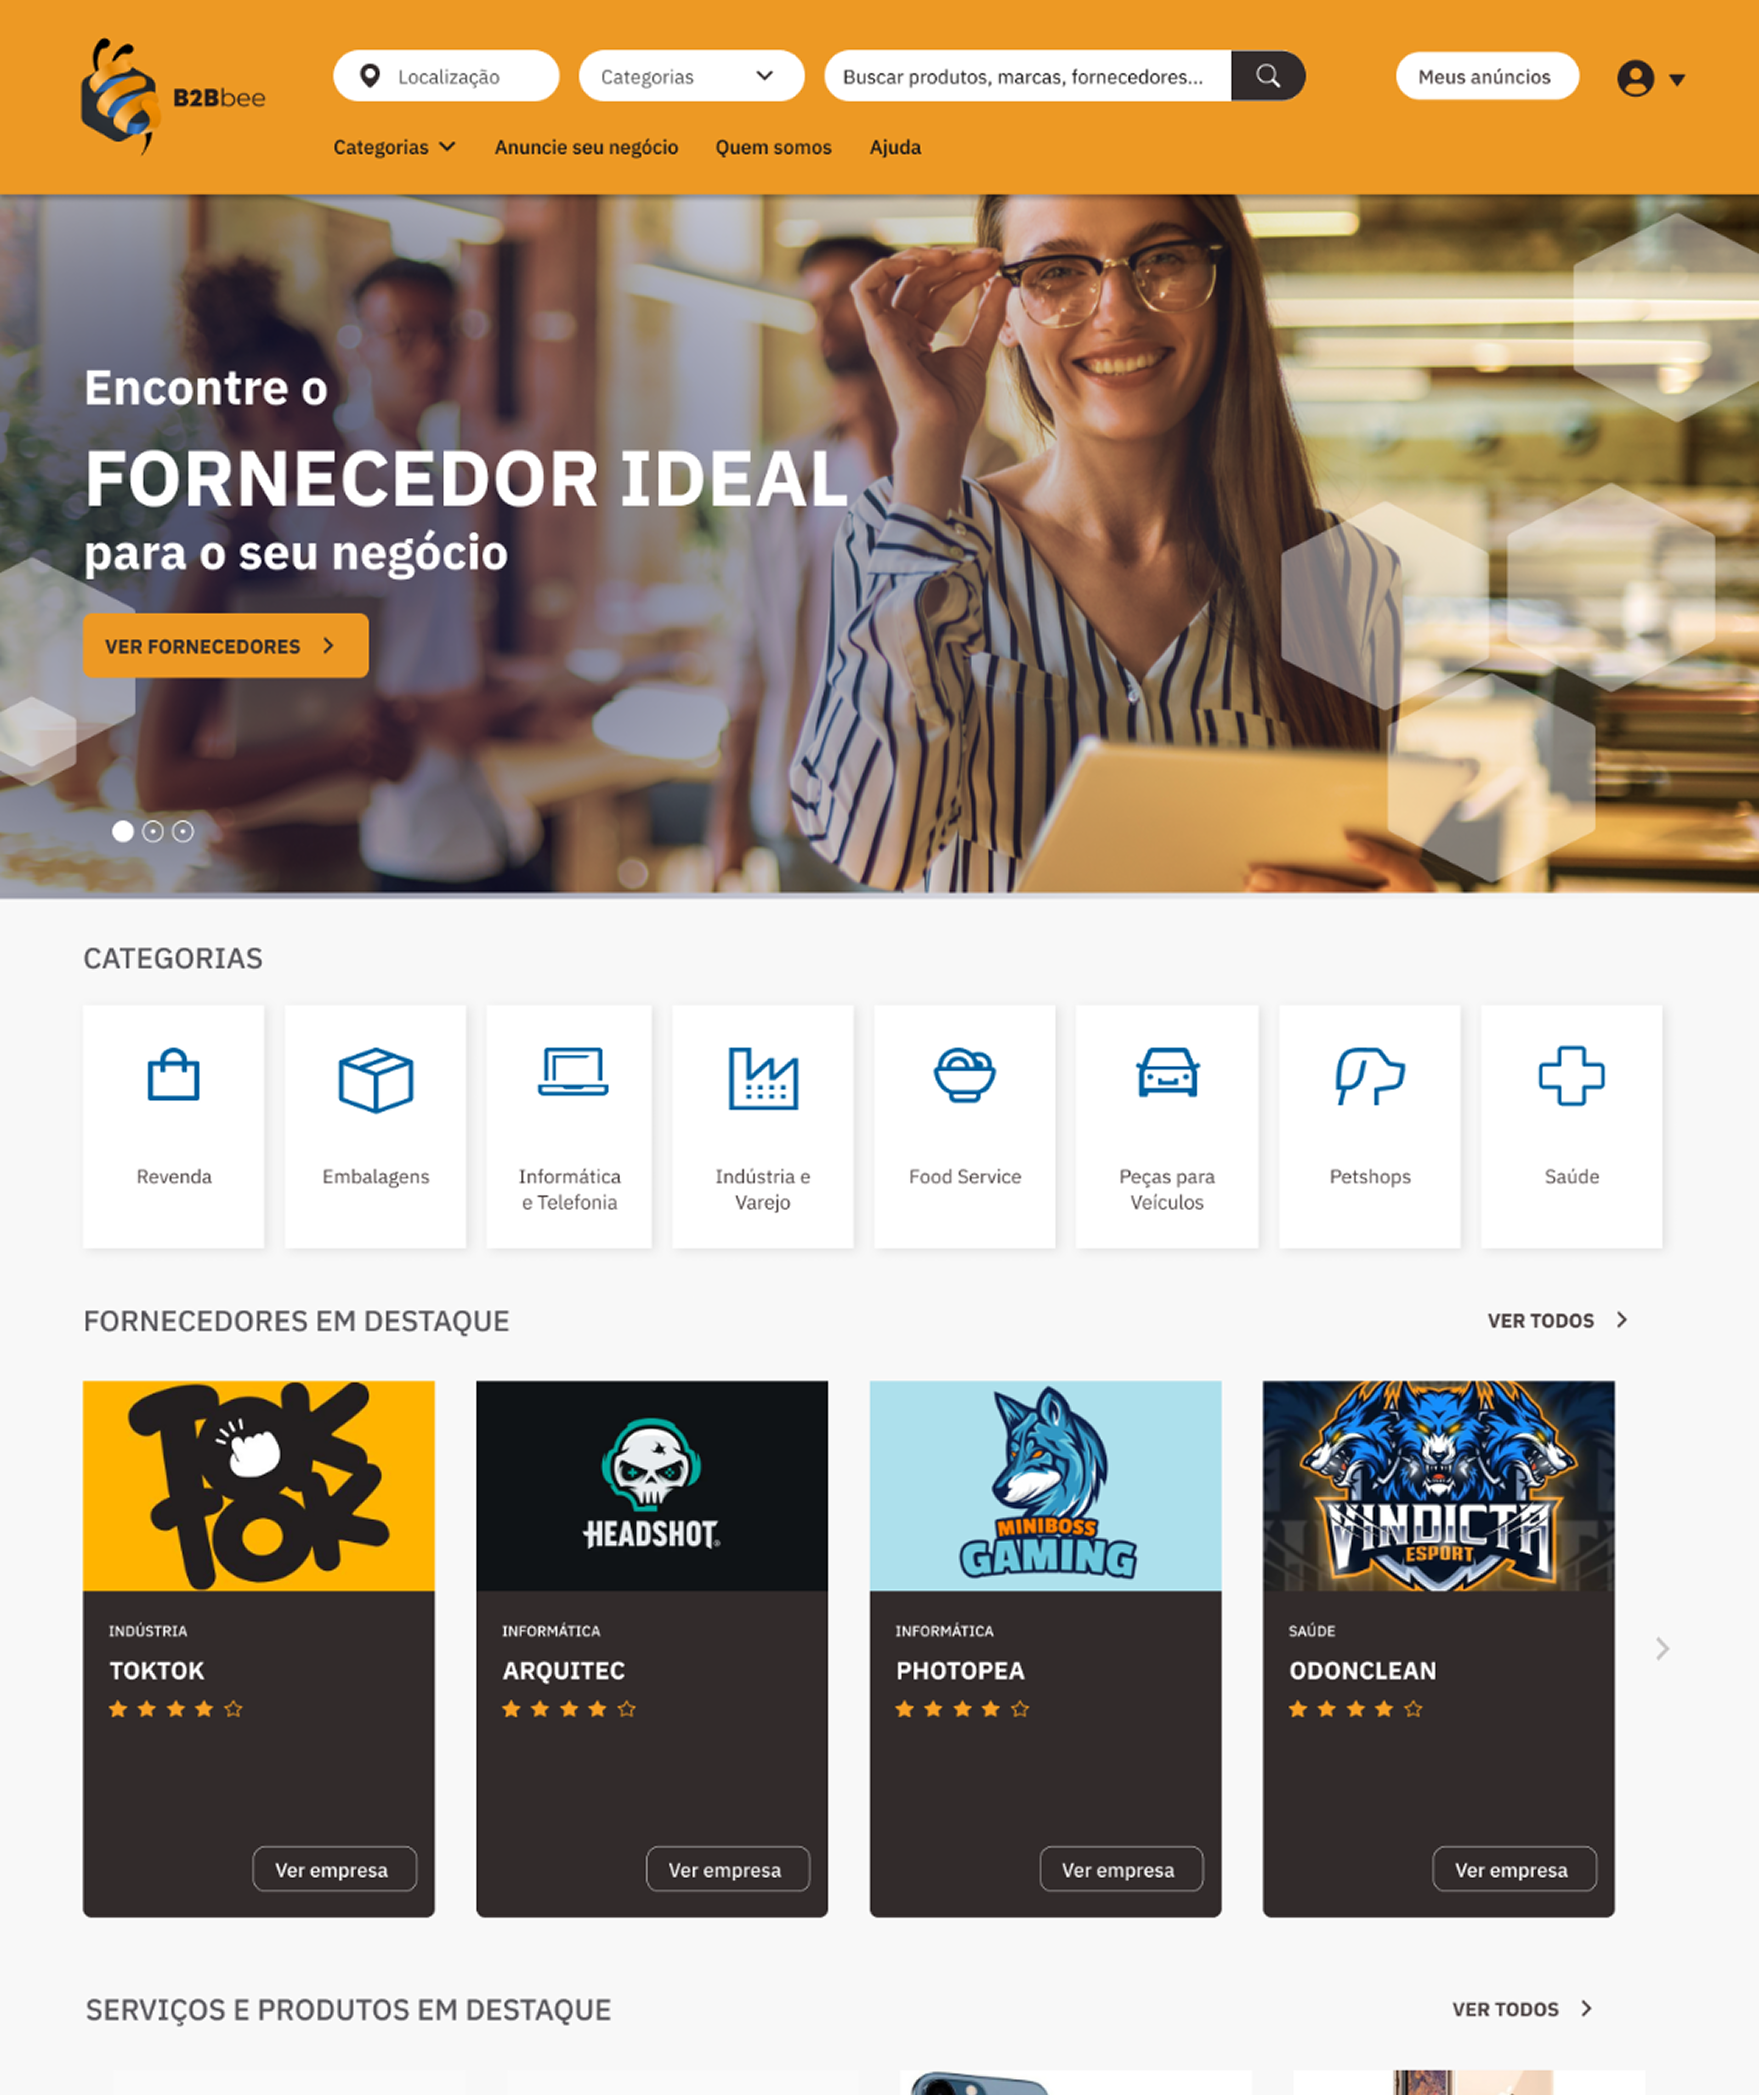 B2Bbee
Localização
Categorias
Buscar produtos, marcas, fornecedores...
Meus anúncios
Categorias
Anuncie seu negócio
Quem somos
Ajuda
Encontre o
FORNECEDOR IDEAL
para o seu negócio
VER FORNECEDORES
CATEGORIAS
Revenda
Embalagens
Informática
e Telefonia
Indústria e
Varejo
Food Service
Peças para
Veículos
Petshops
Saúde
FORNECEDORES EM DESTAQUE
VER TODOS
TOK
TOK
INDÚSTRIA
TOKTOK
Ver empresa
HEADSHOT
INFORMÁTICA
ARQUITEC
Ver empresa
MINIBOSS
GAMING
INFORMÁTICA
PHOTOPEA
Ver empresa
VINDICTA
ESPORT
SAÚDE
ODONCLEAN
Ver empresa
SERVIÇOS E PRODUTOS EM DESTAQUE
VER TODOS